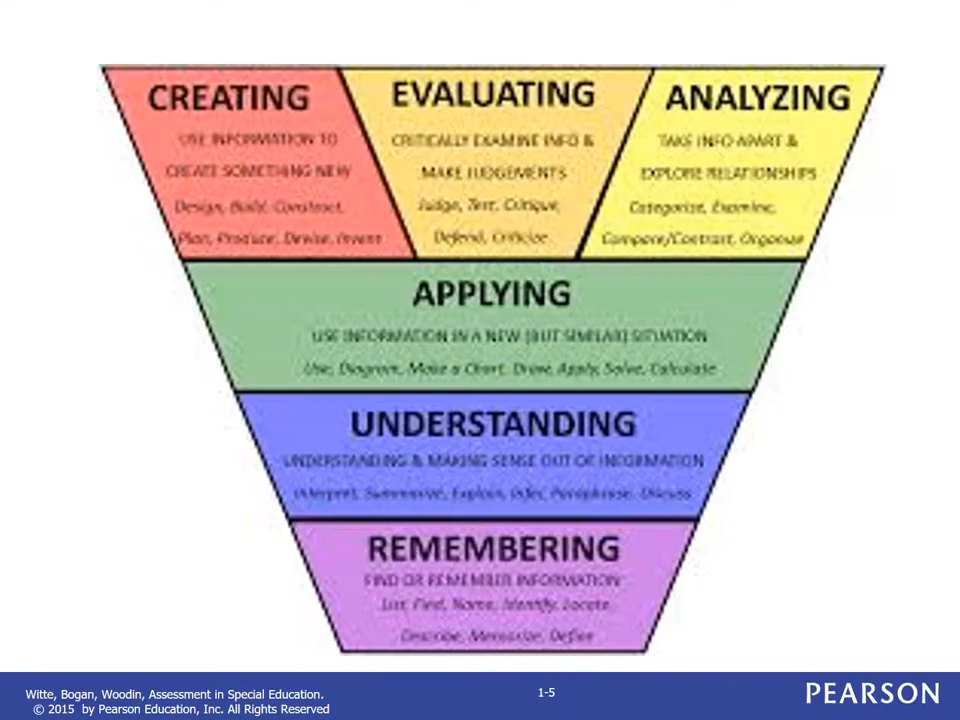 CREATING
USE INFORMATION TO
CREATE SOMETHING NEW
Design, Build, Construct,
Plan, Produce, Devise, Invent
EVALUATING
CRITICALLY EXAMINE INFO &
MAKE JUDGEMENTS
Judge, Test, Critique,
Defend, Criticize
ANALYZING
TAKE INFO APART &
EXPLORE RELATIONSHIPS
Categorize, Examine,
Compare/Contrast, Organize
APPLYING
USE INFORMATION IN A NEW (BUT SIMILAR) SITUATION
Use, Diagram, Make a Chart, Draw, Apply, Solve, Calculate
UNDERSTANDING
UNDERSTANDING & MAKING SENSE OUT OF INFORMATION
Interpret, Summarize, Explain, Infer, Paraphrase, Discuss
REMEMBERING
FIND OR REMEMBER INFORMATION
List, Find, Name, Identify, Locate,
Describe, Memorize, Define
Witte, Bogan, Woodin, Assessment in Special Education.
© 2015 by Pearson Education, Inc. All Rights Reserved
1-5
PEARSON